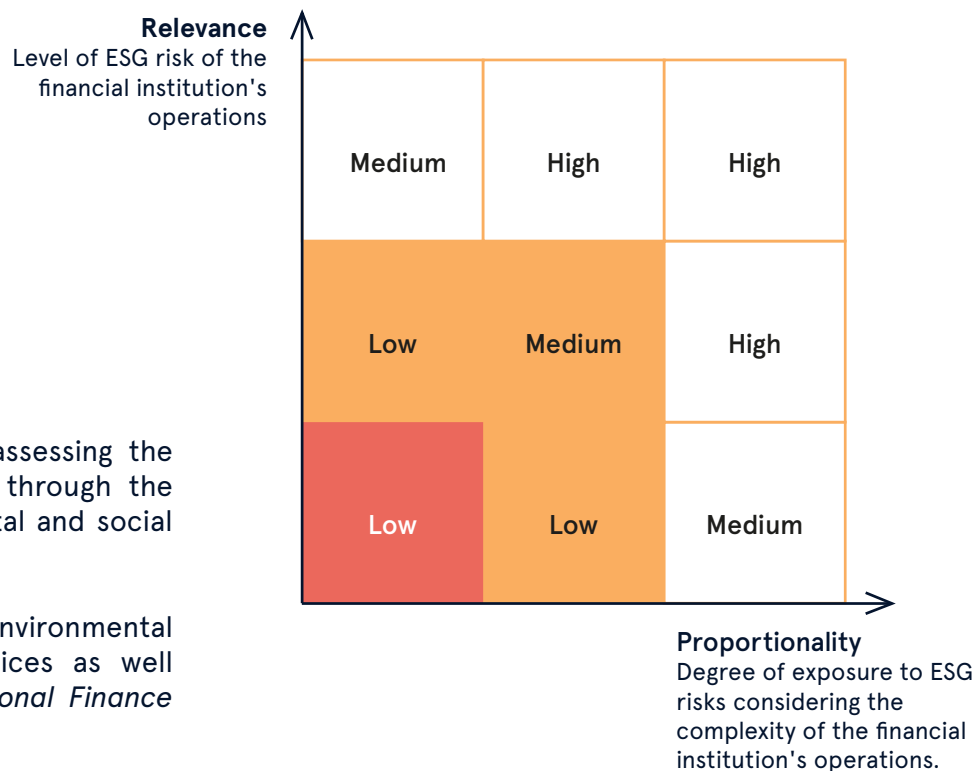 Relevance
Level of ESG risk of the
financial institution's
operations
Medium High High
Low Medium High
Low Low Medium
assessing the
through the
and social
nvironmental
ices as well
onal Finance
Proportionality
Degree of exposure to ESG
risks considering the
complexity of the financial
institution's operations.